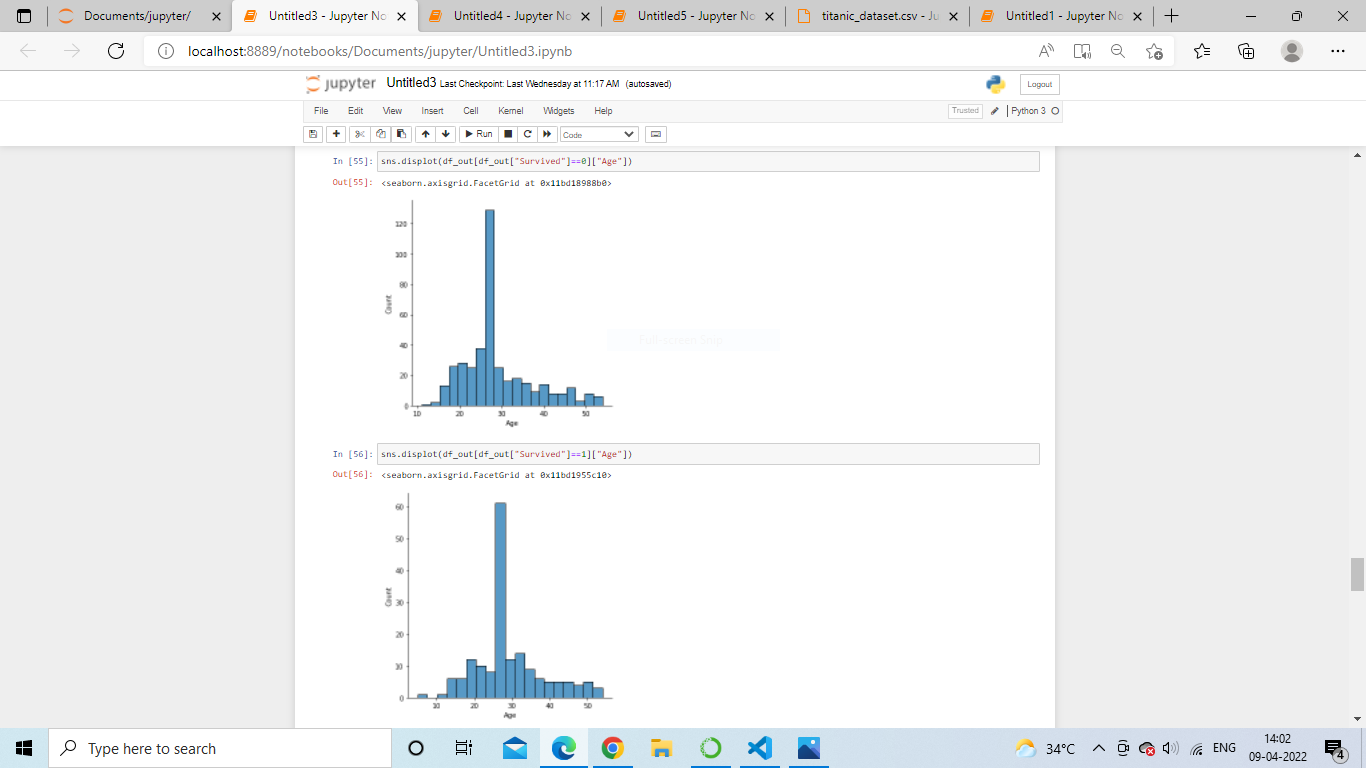 Documents/jupyter/
Untitled3 - Jupyter No
Untitled4 - Jupyter No
Untitled5 - Jupyter No
titanic_dataset.csv - Ju
Untitled1 - Jupyter No
localhost:8889/notebooks/Documents/jupyter/Untitled3.ipynb
jupyter Untitled3 Last Checkpoint: Last Wednesday at 11:17 AM (autosaved)
Logout
File Edit View Insert Cell Kernel Widgets Help
Trusted
Python 3
Run
Code
In [55]: sns.displot(df_out[df_out["Survived"]==0]["Age"])
Out[55]: <seaborn.axisgrid.FacetGrid at 0x11bd18988b0>
120
100
80
60
40
20
0
Count
10 20 30 40 50
Age
Full-screen Snip
In [56]: sns.displot(df_out[df_out["Survived"]==1]["Age"])
Out[56]: <seaborn.axisgrid.FacetGrid at 0x11bd1955c10>
60
50
40
30
20
10
0
Count
10 20 30 40 50
Age
Type here to search
34°C
ENG
14:02
09-04-2022
4